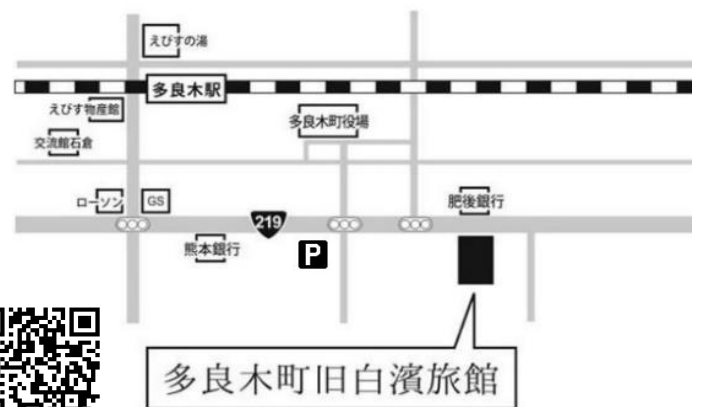 えびすの湯
多良木駅
えびす物産館
多良木町役場
交流館石倉
ローソン
GS
肥後銀行
219
熊本銀行
P
多良木町旧白濱旅館